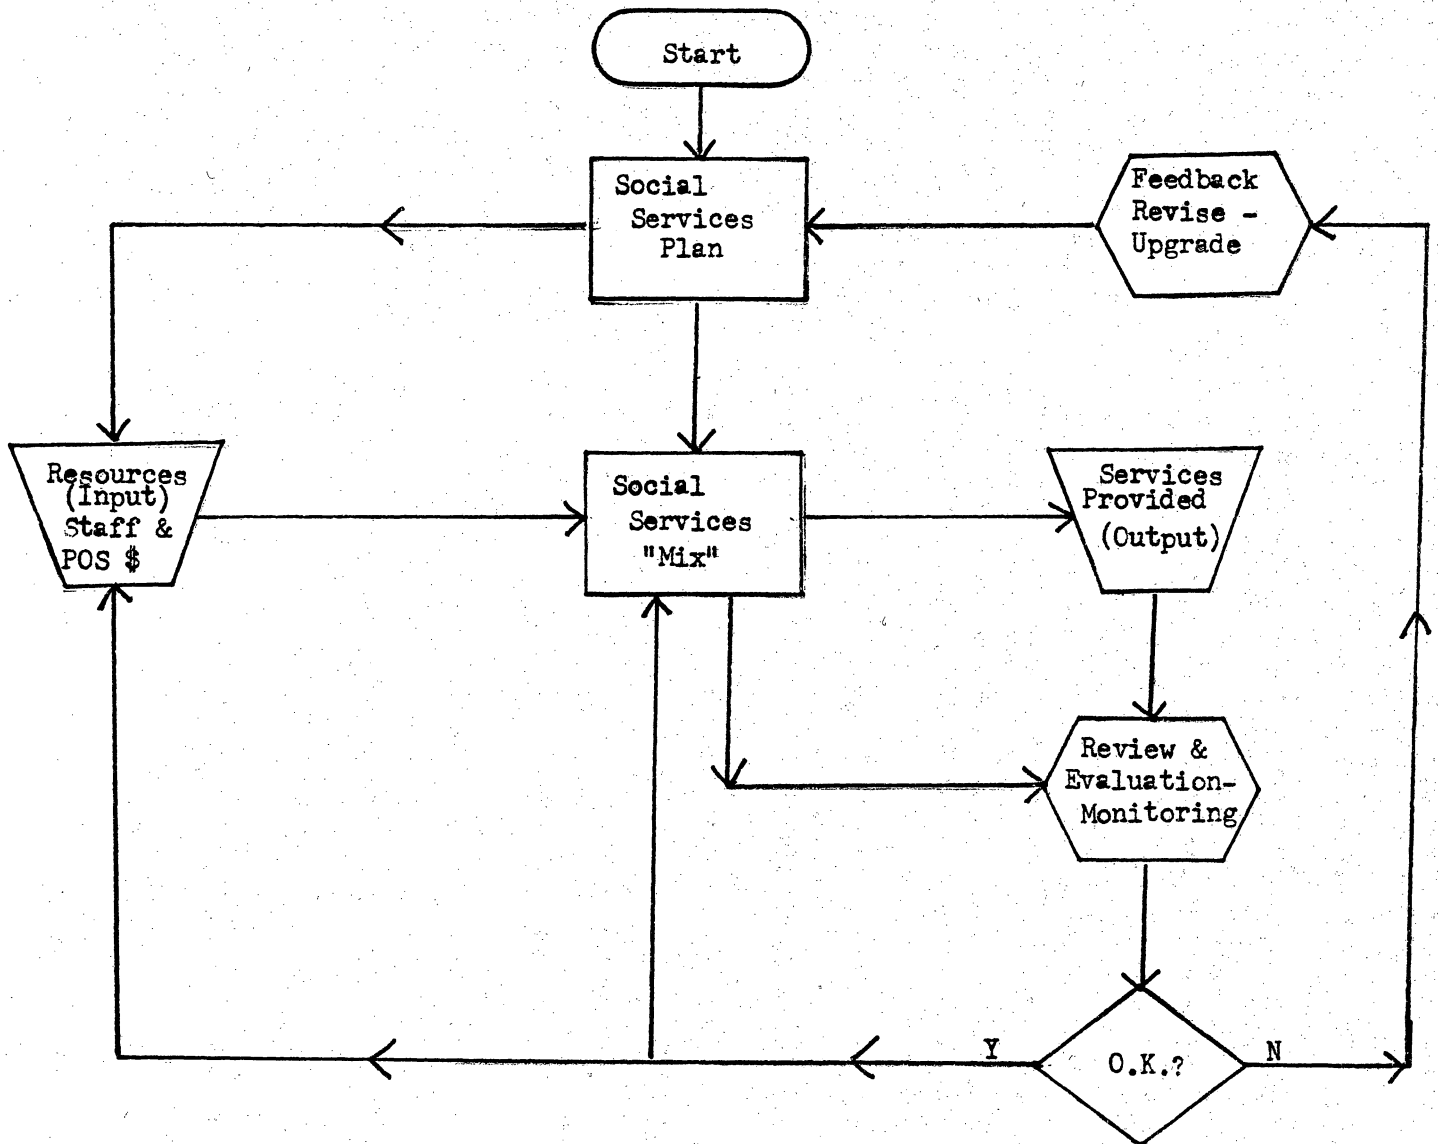 Start
Social
Services
Plan
Feedback
Revise -
Upgrade
Resources
(Input)
Staff &
POS $
Social
Services
"Mix"
Services
Provided
(Output)
Review &
Evaluation-
Monitoring
Y
O.K.?
N